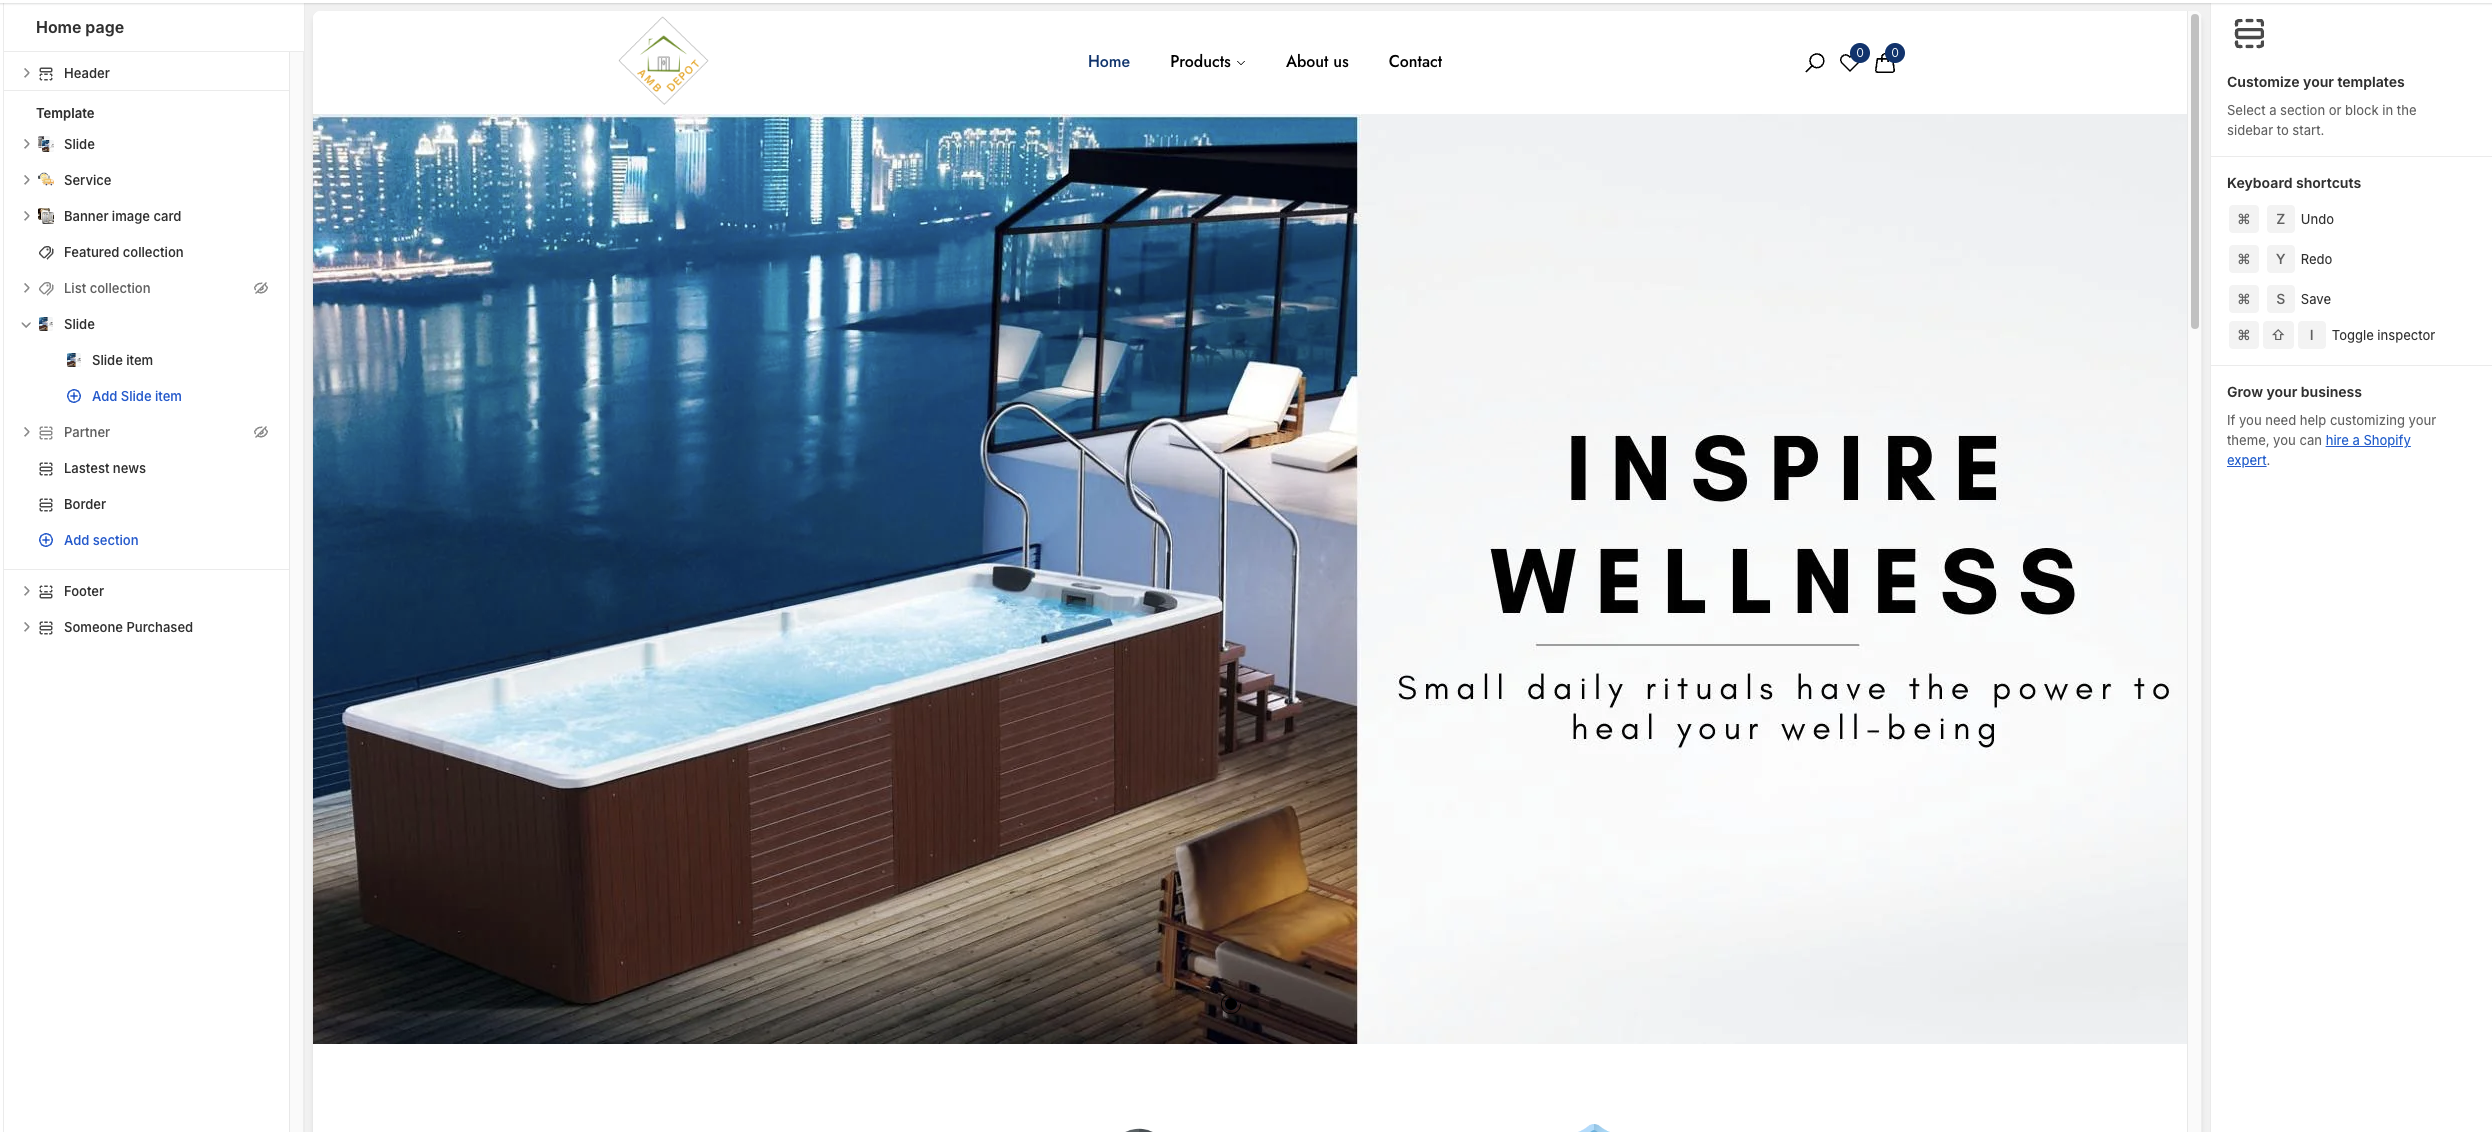 Home page
Header
Template
Slide
Service
Banner image card
Featured collection
List collection
Slide
Slide item
Add Slide item
Partner
Lastest news
Border
Add section
Footer
Someone Purchased
AMB DEPOT
Home
Products
About us
Contact
0
0
INSPIRE
WELLNESS
Small daily rituals have the power to
heal your well-being
Customize your templates
Select a section or block in the
sidebar to start.
Keyboard shortcuts
⌘ Z Undo
⌘ Y Redo
⌘ S Save
⌘ ⇧ I Toggle inspector
Grow your business
If you need help customizing your
theme, you can hire a Shopify
expert.